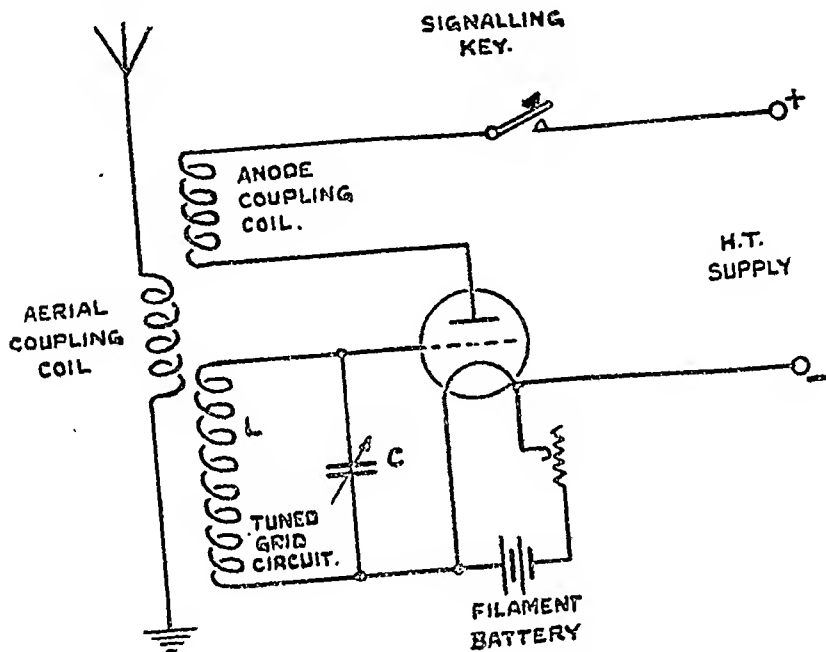 SIGNALLING
KEY.
+
ANODE
COUPLING
COIL.
H.T.
SUPPLY
AERIAL
COUPLING
COIL
-
L
C
TUNED
GRID
CIRCUIT.
FILAMENT
BATTERY